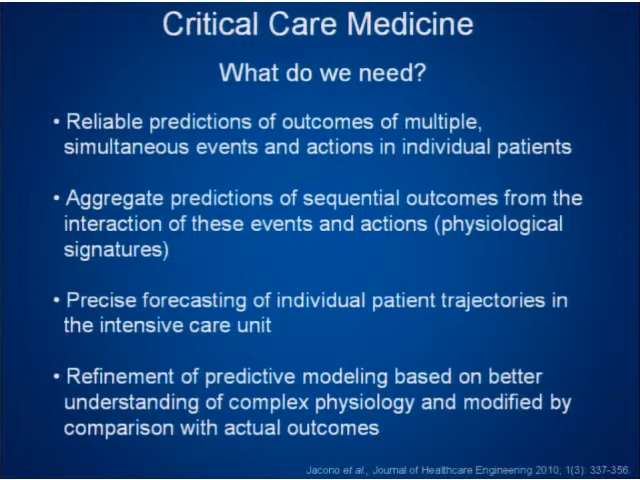 Critical Care Medicine
What do we need?
• Reliable predictions of outcomes of multiple,
simultaneous events and actions in individual patients
• Aggregate predictions of sequential outcomes from the
interaction of these events and actions (physiological
signatures)
• Precise forecasting of individual patient trajectories in
the intensive care unit
• Refinement of predictive modeling based on better
understanding of complex physiology and modified by
comparison with actual outcomes
Jacono et al., Journal of Healthcare Engineering 2010; 1(3): 337-356.